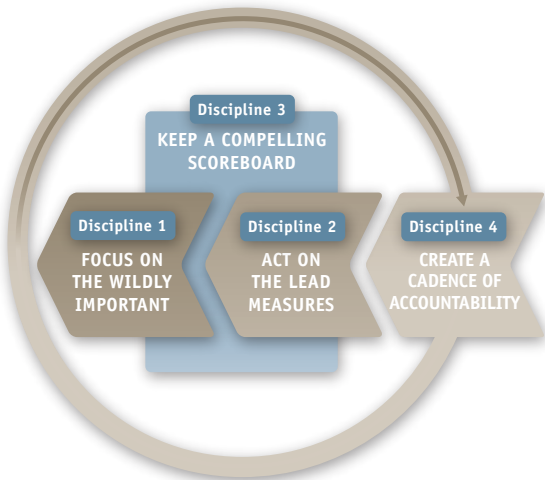 Discipline 3
KEEP A COMPELLING
SCOREBOARD
Discipline 1
FOCUS ON
THE WILDLY
IMPORTANT
Discipline 2
ACT ON
THE LEAD
MEASURES
Discipline 4
CREATE A
CADENCE OF
ACCOUNTABILITY